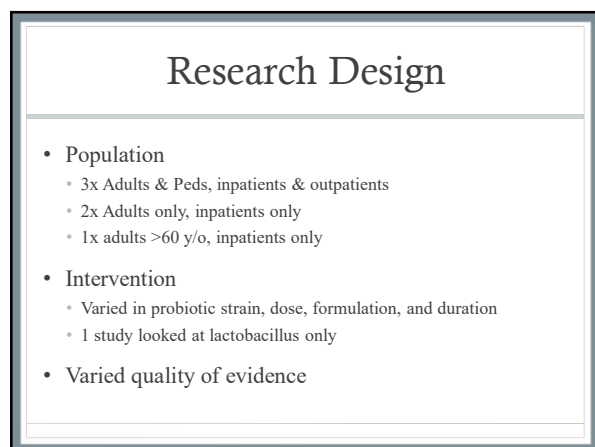 Research Design
• Population
• 3x Adults & Peds, inpatients & outpatients
• 2x Adults only, inpatients only
• 1x adults >60 y/o, inpatients only
• Intervention
• Varied in probiotic strain, dose, formulation, and duration
• 1 study looked at lactobacillus only
• Varied quality of evidence